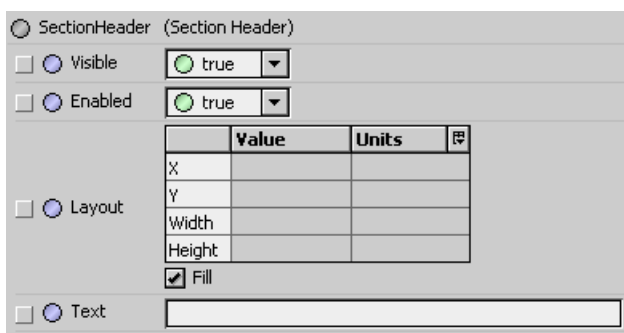 SectionHeader (Section Header)
Visible true
Enabled true
Value Units
X
Y
Layout
Width
Height
Fill
Text